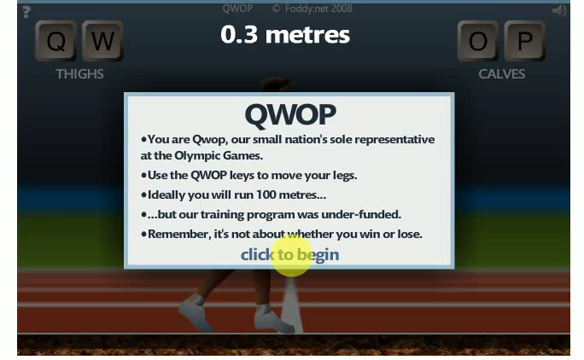 ?
QWOP © Foddy.net 2008
0.3 metres
Q W
O P
THIGHS
CALVES
QWOP
•You are Qwop, our small nation's sole representative
at the Olympic Games.
•Use the QWOP keys to move your legs.
•Ideally you will run 100 metres...
•...but our training program was under-funded.
•Remember, it's not about whether you win or lose.
click to begin